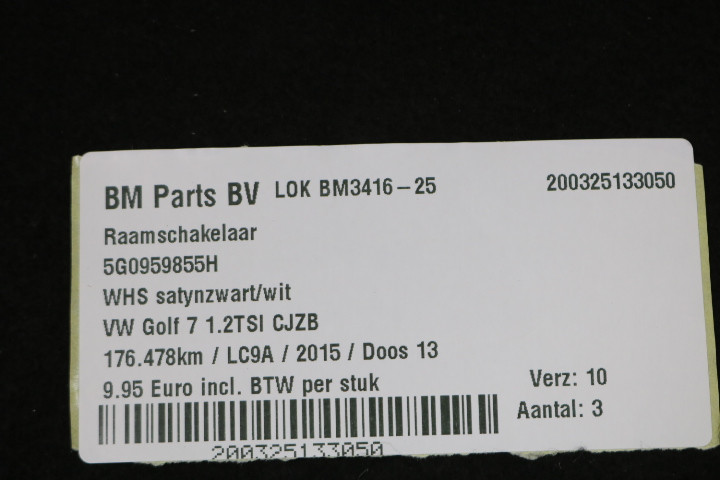 BM Parts BV LOK BM3416-25 200325133050
Raamschakelaar
5G0959855H
WHS satynzwart/wit
VW Golf 7 1.2TSI CJZB
176.478km / LC9A / 2015 / Doos 13
9.95 Euro incl. BTW per stuk Verz: 10
Aantal: 3
200325133050